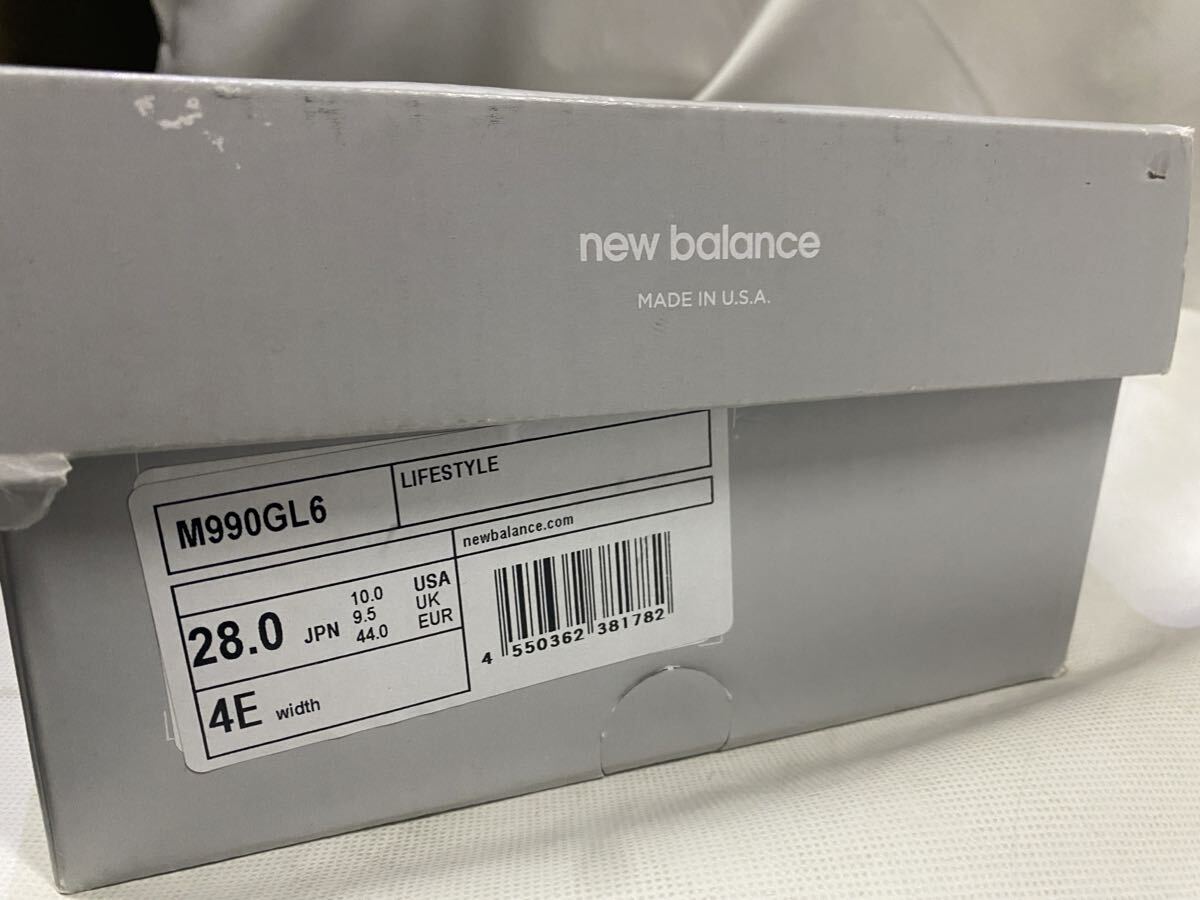 new balance
MADE IN U.S.A.
M990GL6
LIFESTYLE
newbalance.com
28.0 JPN
10.0 USA
9.5 UK
44.0 EUR
4E width
4 550362 381782